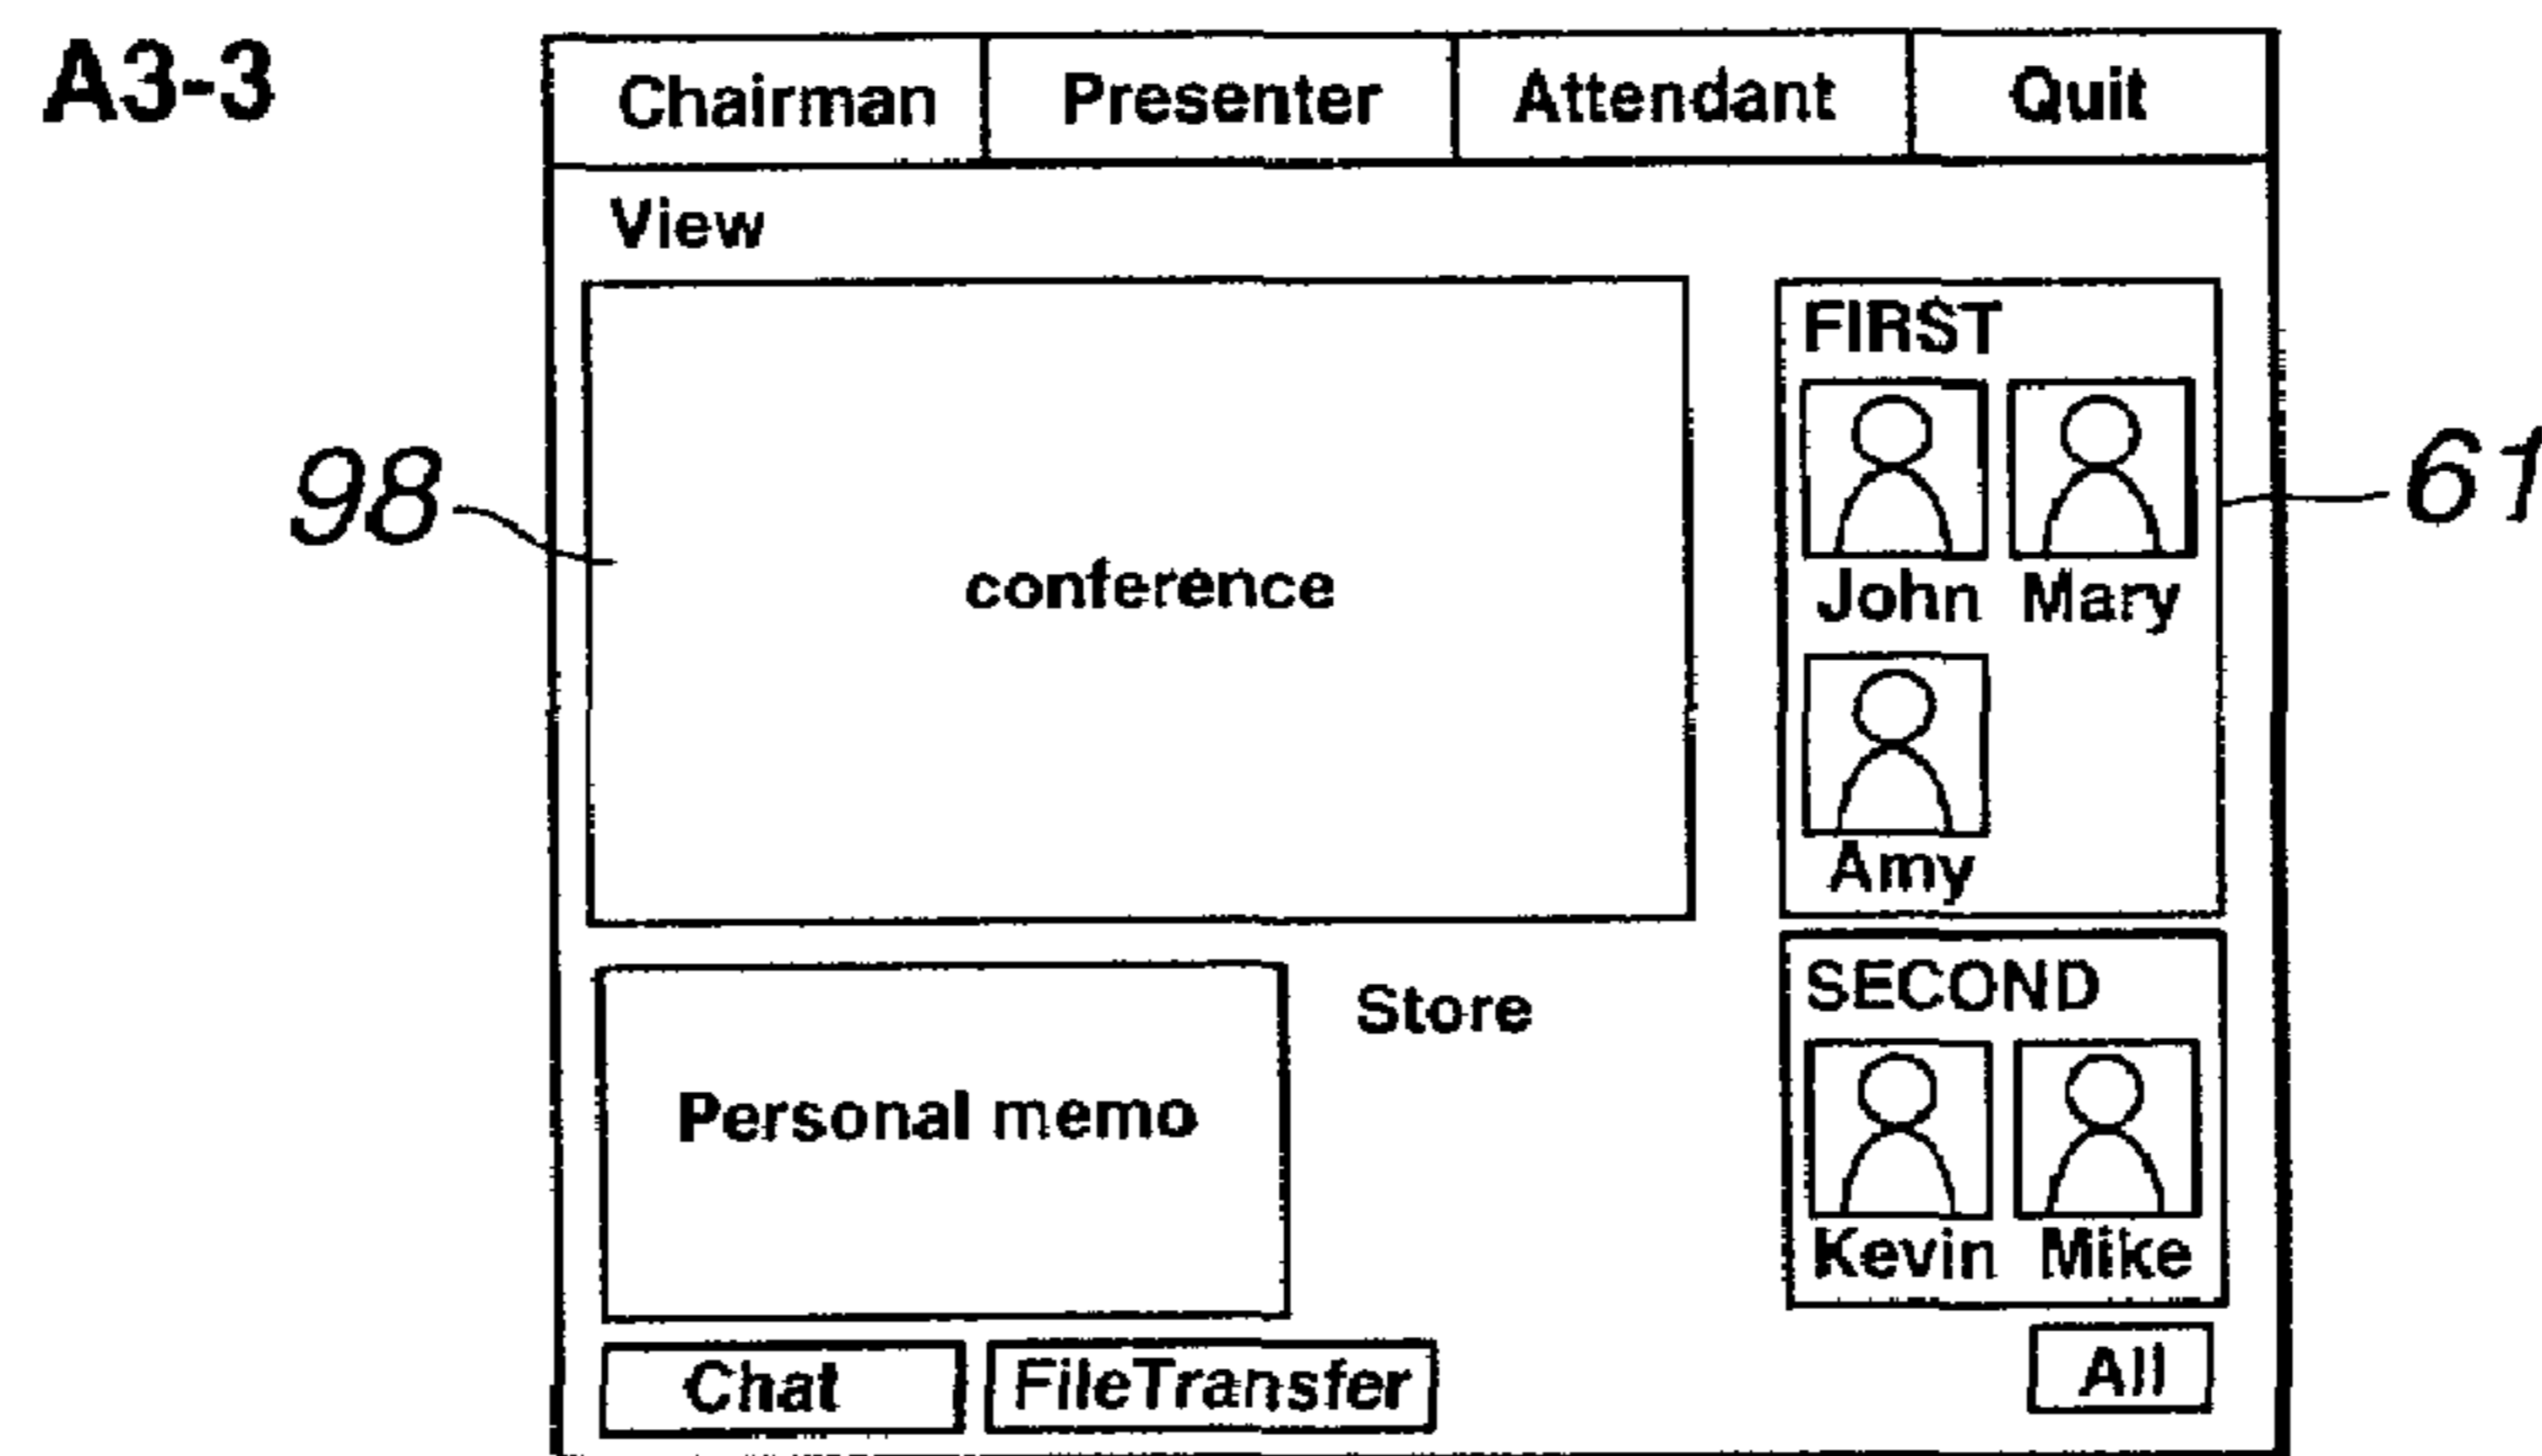 A3-3
Chairman Presenter Attendant Quit
View
98
conference
FIRST
John Mary
Amy
61
Personal memo
Store
SECOND
Kevin Mike
Chat FileTransfer
All